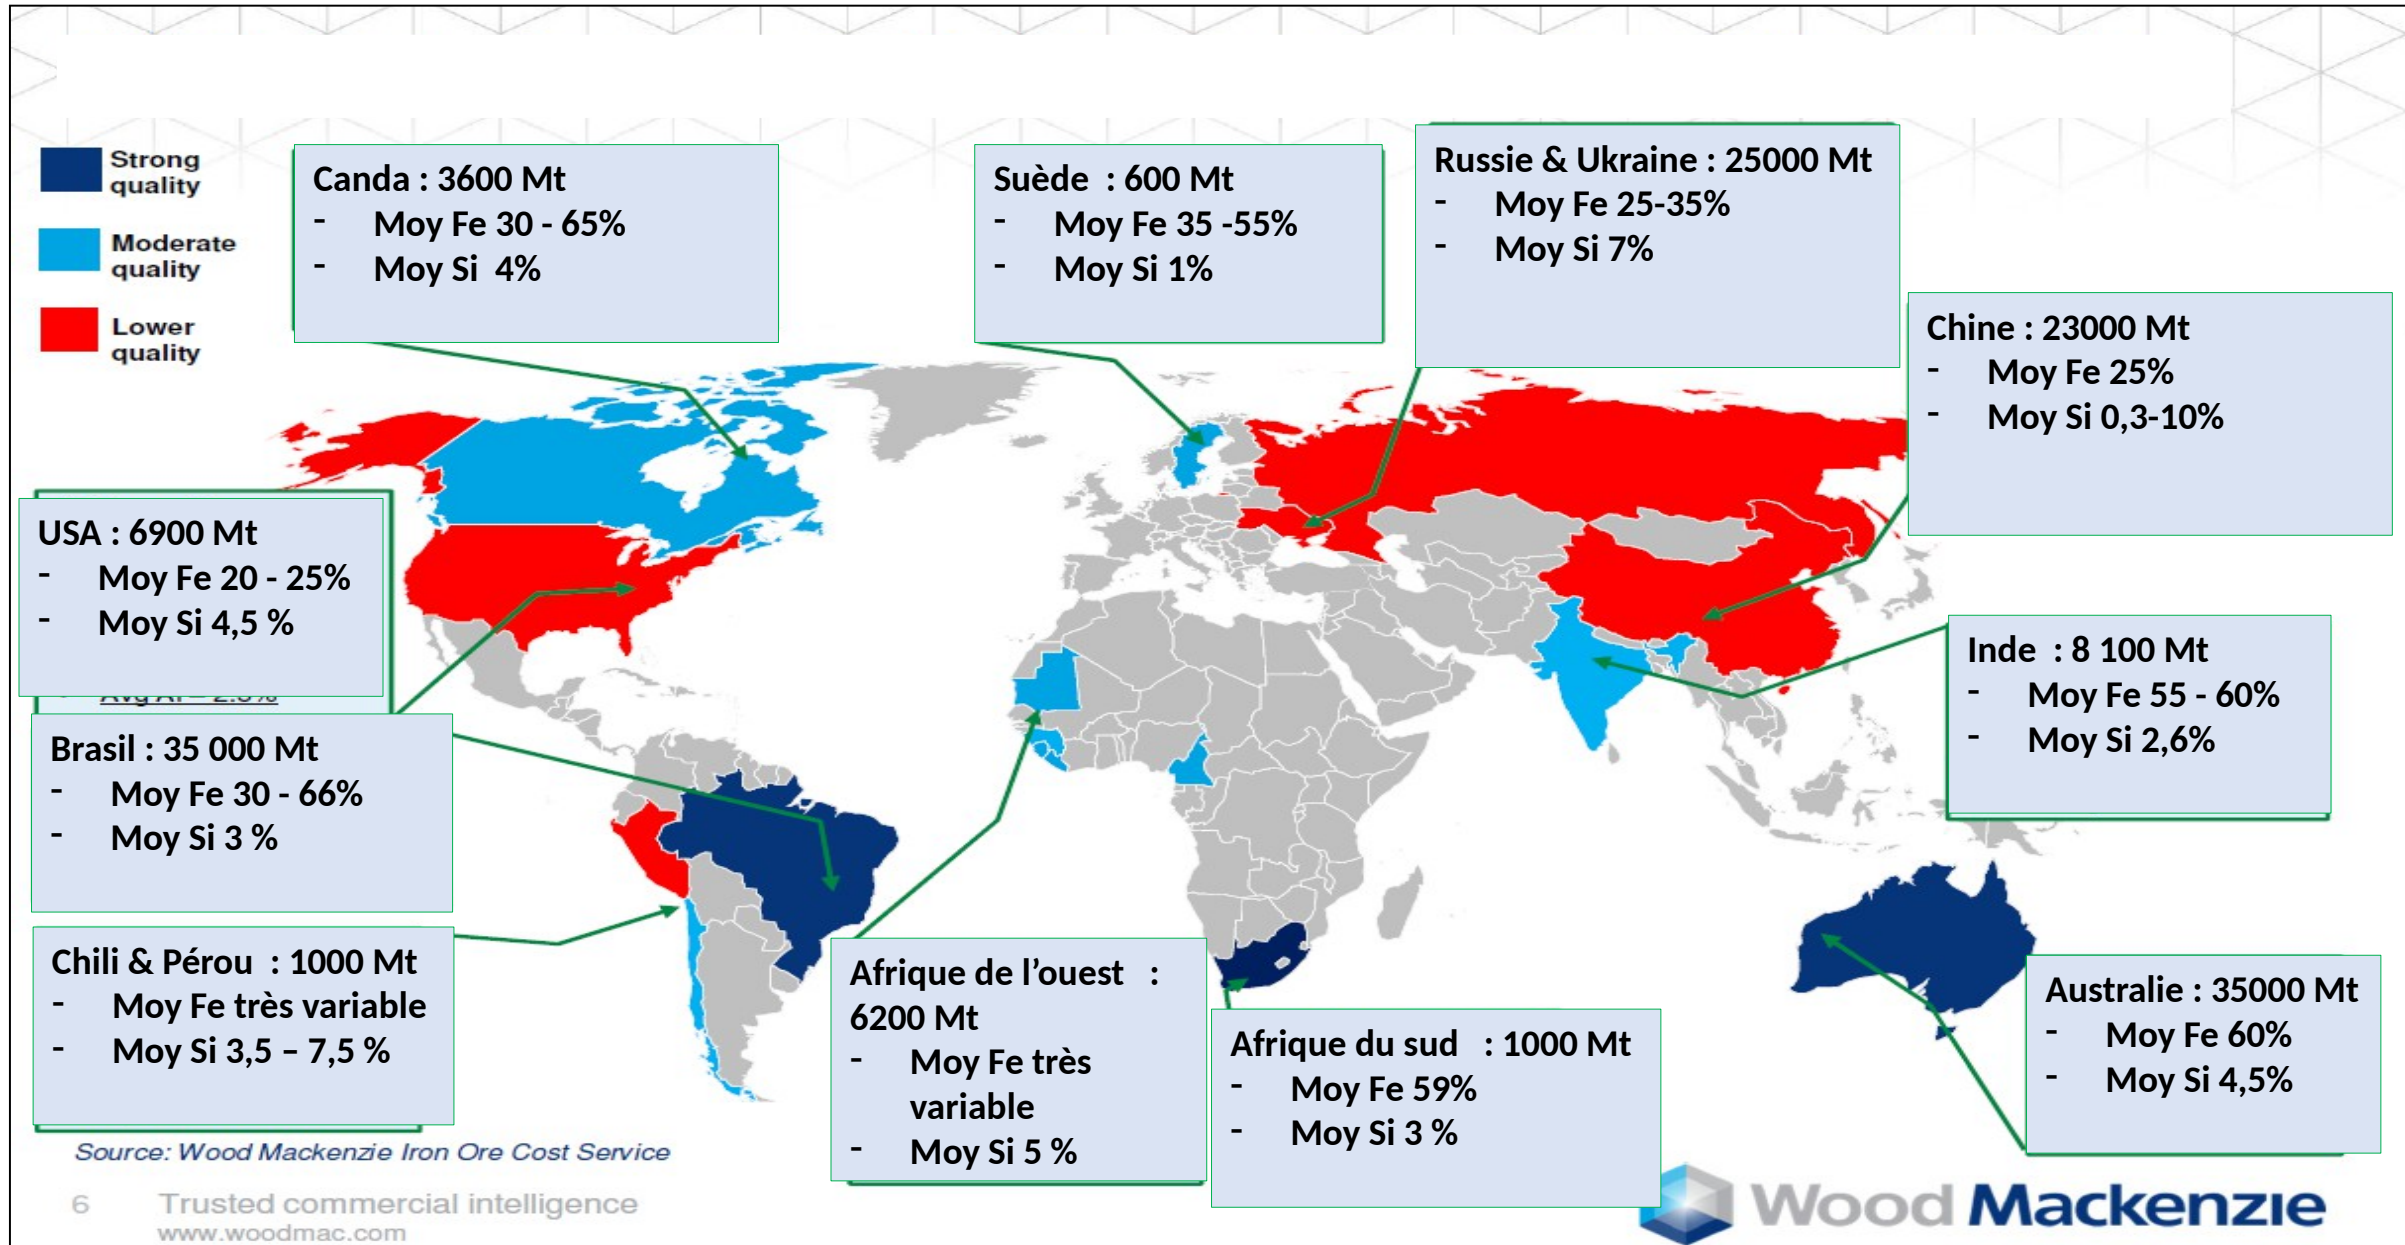 Strong
quality
Moderate
quality
Lower
quality
Canda : 3600 Mt
- Moy Fe 30 - 65%
- Moy Si 4%
Suède : 600 Mt
- Moy Fe 35 -55%
- Moy Si 1%
Russie & Ukraine : 25000 Mt
- Moy Fe 25-35%
- Moy Si 7%
Chine : 23000 Mt
- Moy Fe 25%
- Moy Si 0,3-10%
USA : 6900 Mt
- Moy Fe 20 - 25%
- Moy Si 4,5 %
Inde : 8 100 Mt
- Moy Fe 55 - 60%
- Moy Si 2,6%
Brasil : 35 000 Mt
- Moy Fe 30 - 66%
- Moy Si 3 %
Chili & Pérou : 1000 Mt
- Moy Fe très variable
- Moy Si 3,5 – 7,5 %
Afrique de l’ouest :
6200 Mt
- Moy Fe très
variable
- Moy Si 5 %
Afrique du sud : 1000 Mt
- Moy Fe 59%
- Moy Si 3 %
Australie : 35000 Mt
- Moy Fe 60%
- Moy Si 4,5%
Source: Wood Mackenzie Iron Ore Cost Service
6 Trusted commercial intelligence
www.woodmac.com
Wood Mackenzie